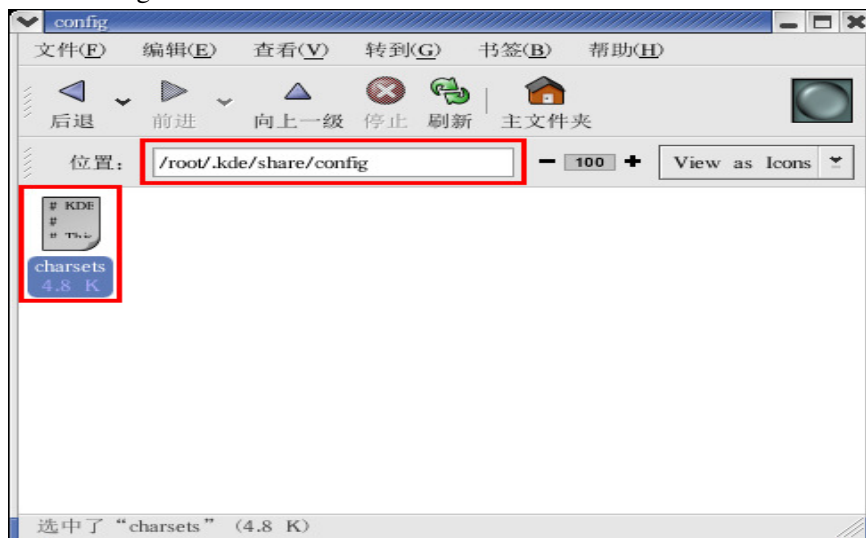 config
文件(F) 编辑(E) 查看(V) 转到(G) 书签(B) 帮助(H)
后退 前进 向上一级 停止 刷新 主文件夹
位置: /root/.kde/share/config 100 View as Icons
# KDE
#
# This
charsets
4.8 K
选中了“charsets” (4.8 K)